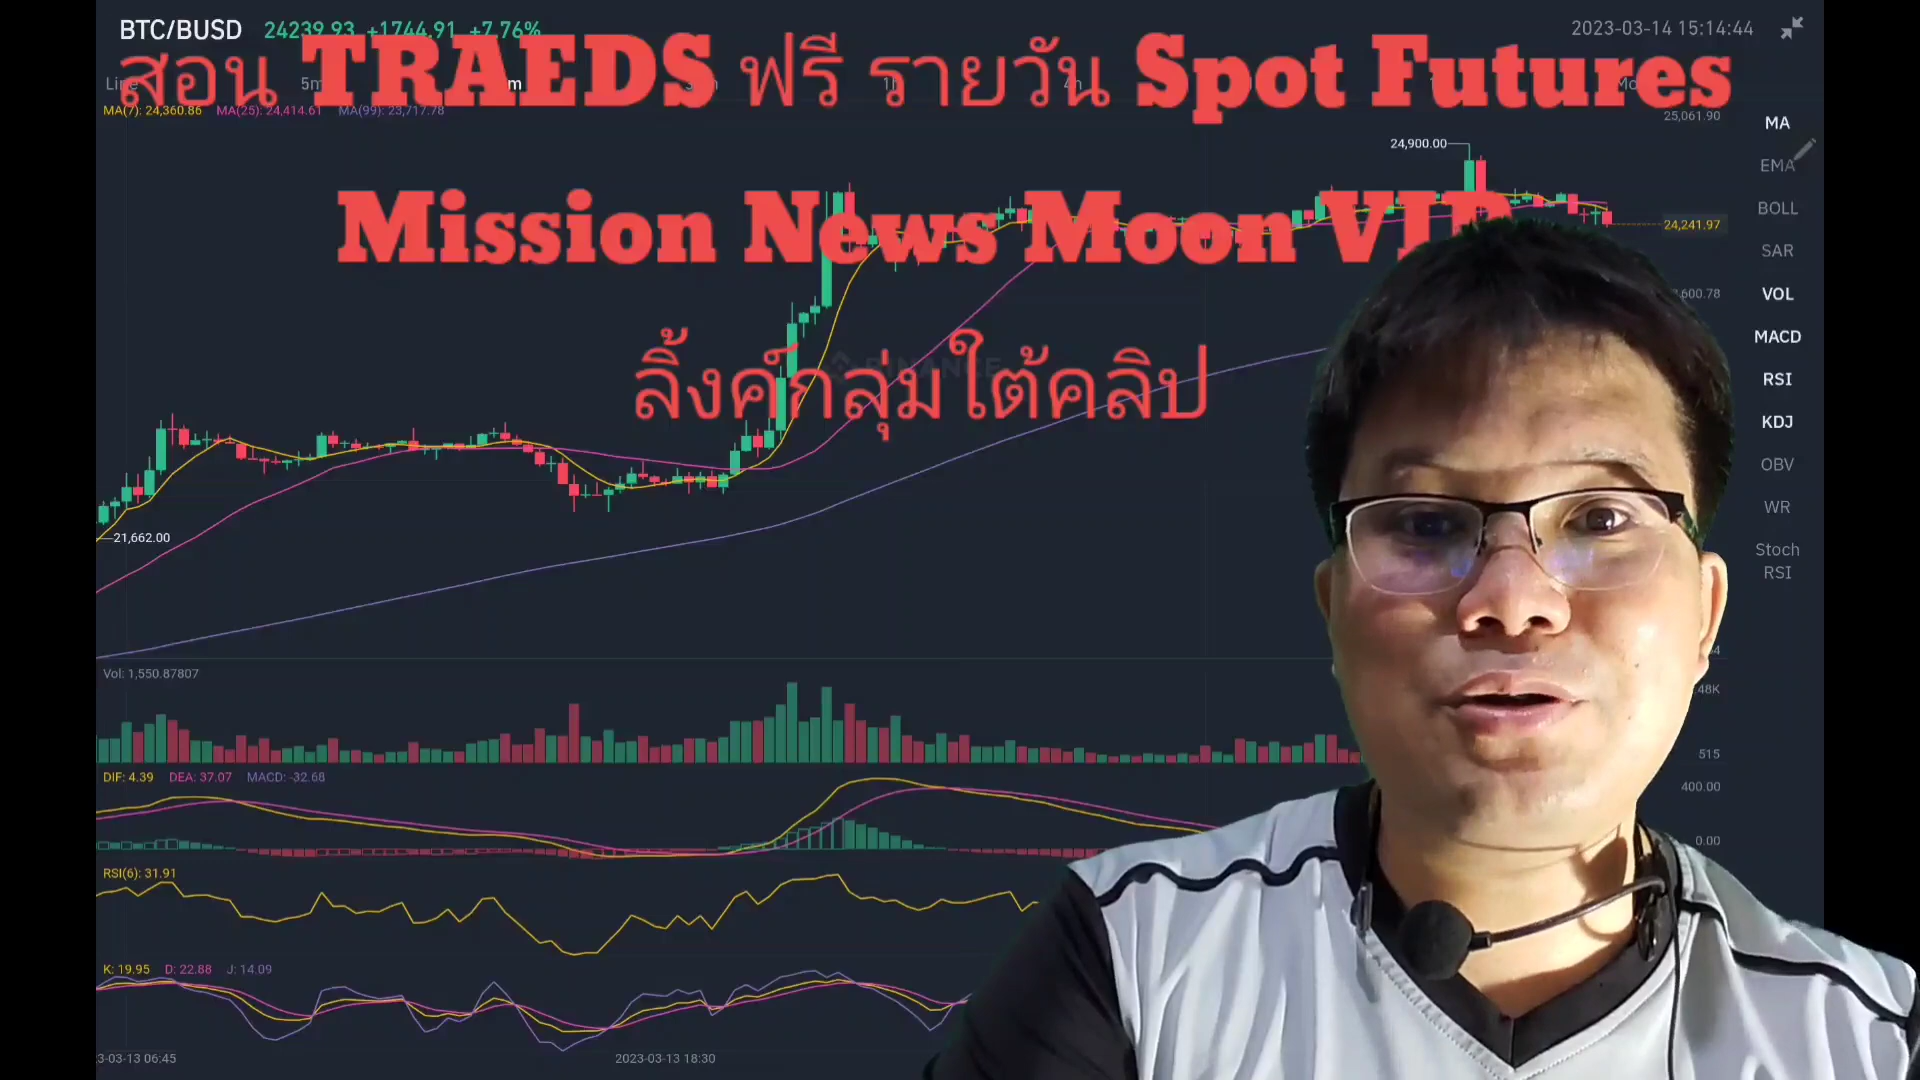 BTC/BUSD 24239.93 +1744.91 +7.76% 2023-03-14 15:14:44
สอน TRAEDS ฟรี รายวัน Spot Futures
MA(7): 24,360.86 MA(25): 24,414.61 MA(99): 23,717.78
25,061.90
MA
24,900.00
EMA
Mission News Moon VIP
BOLL
24,241.97
SAR
VOL
MACD
ลิ้งค์กลุ่มใต้คลิป
RSI
KDJ
OBV
WR
21,662.00
Stoch
RSI
Vol: 1,550.87807
515
DIF: 4.39 DEA: 37.07 MACD: -32.68
400.00
0.00
RSI(6): 31.91
K: 19.95 D: 22.88 J: 14.09
3-03-13 06:45 2023-03-13 18:30